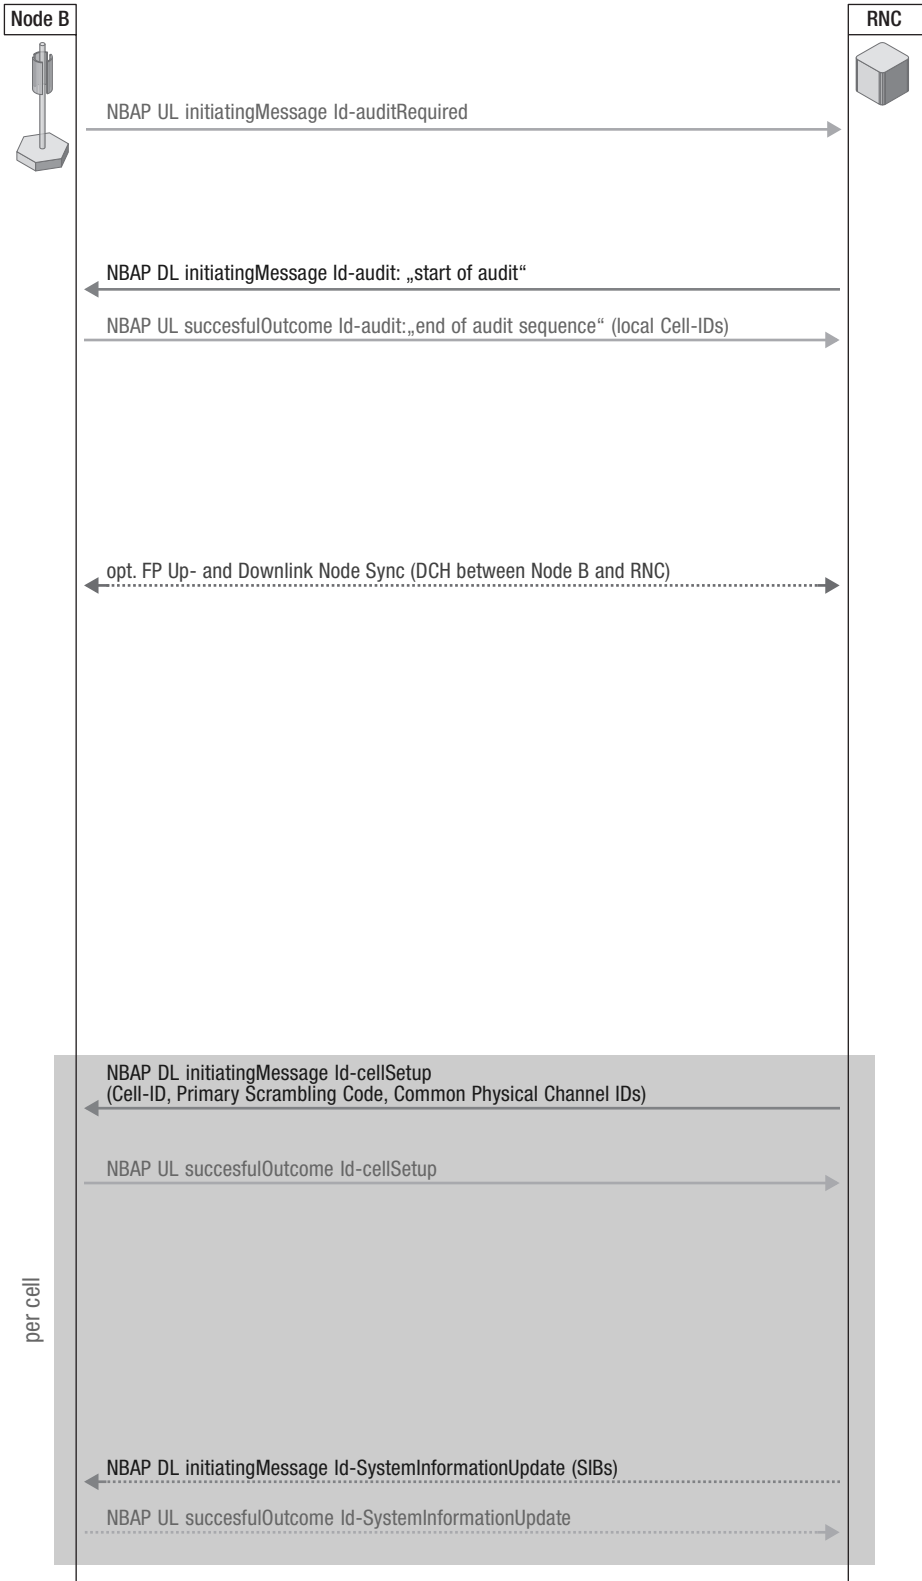 Node B
RNC
NBAP UL initiatingMessage Id-auditRequired
NBAP DL initiatingMessage Id-audit: „start of audit“
NBAP UL succesfulOutcome Id-audit:„end of audit sequence“ (local Cell-IDs)
opt. FP Up- and Downlink Node Sync (DCH between Node B and RNC)
NBAP DL initiatingMessage Id-cellSetup
(Cell-ID, Primary Scrambling Code, Common Physical Channel IDs)
NBAP UL succesfulOutcome Id-cellSetup
per cell
NBAP DL initiatingMessage Id-SystemInformationUpdate (SIBs)
NBAP UL succesfulOutcome Id-SystemInformationUpdate